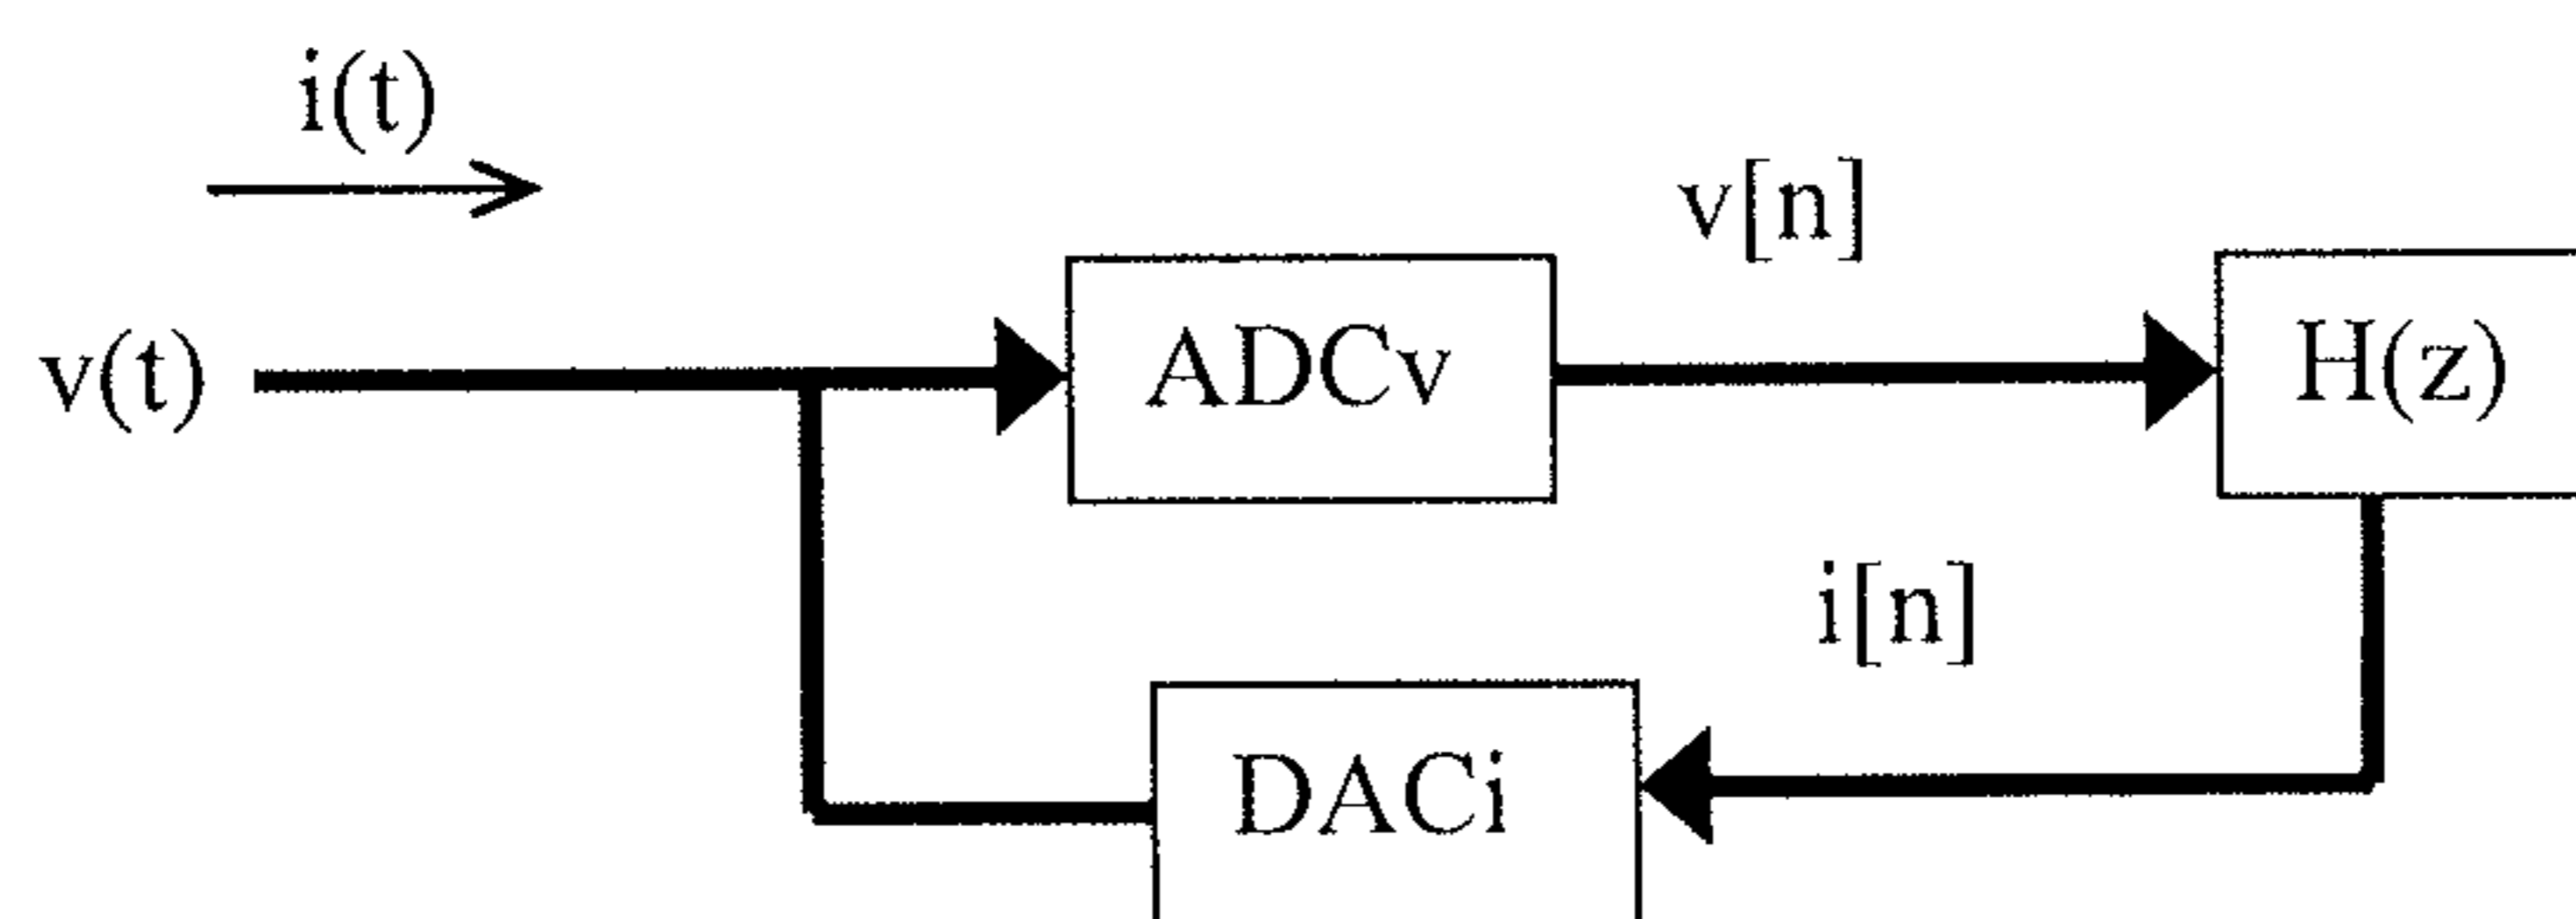 i(t)
v[n]
v(t)
ADCv
H(z)
i[n]
DACi